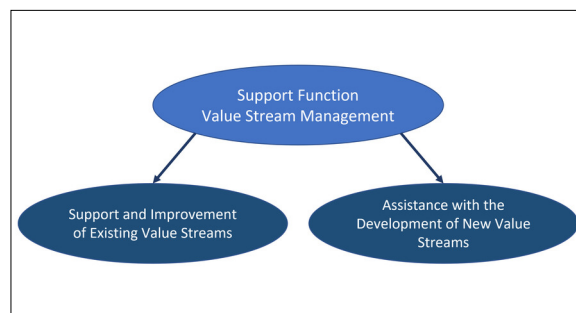 Support Function
Value Stream Management
Support and Improvement
of Existing Value Streams
Assistance with the
Development of New Value
Streams